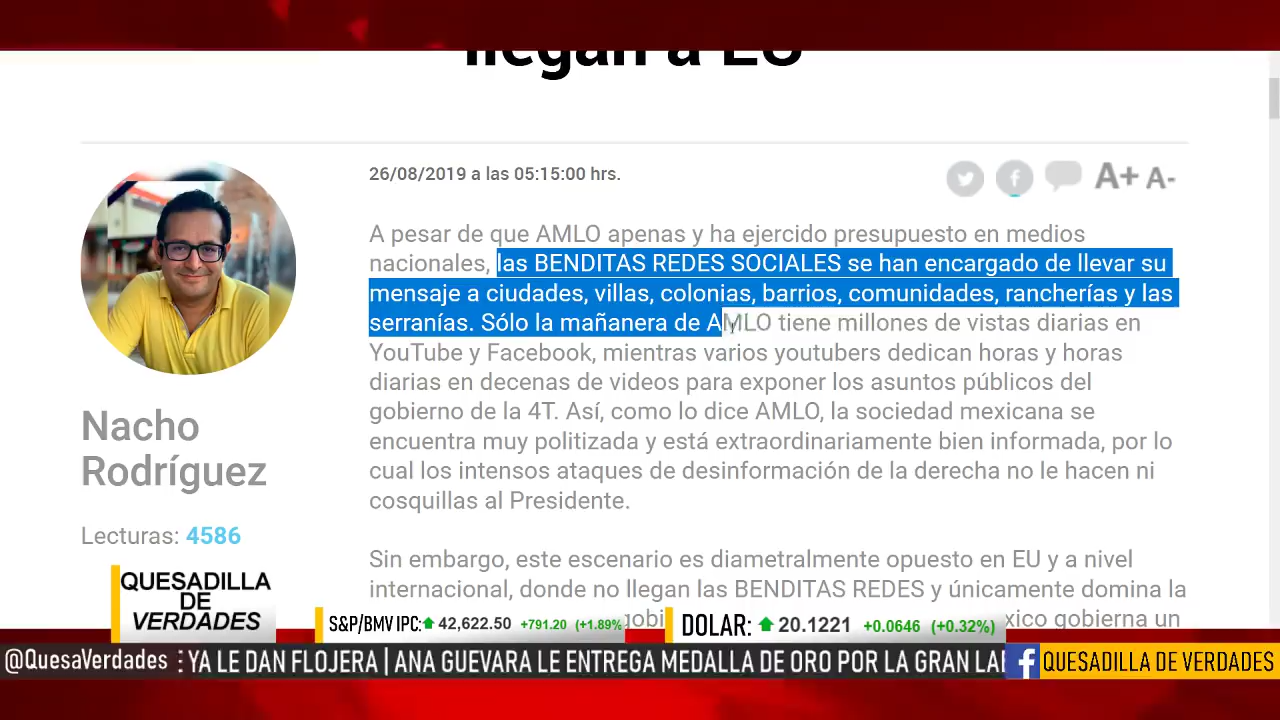 llegan a EU
26/08/2019 a las 05:15:00 hrs.
A+ A-
A pesar de que AMLO apenas y ha ejercido presupuesto en medios
nacionales, las BENDITAS REDES SOCIALES se han encargado de llevar su
mensaje a ciudades, villas, colonias, barrios, comunidades, rancherías y las
serranías. Sólo la mañanera de AMLO tiene millones de vistas diarias en
YouTube y Facebook, mientras varios youtubers dedican horas y horas
diarias en decenas de videos para exponer los asuntos públicos del
gobierno de la 4T. Así, como lo dice AMLO, la sociedad mexicana se
encuentra muy politizada y está extraordinariamente bien informada, por lo
cual los intensos ataques de desinformación de la derecha no le hacen ni
cosquillas al Presidente.
Nacho
Rodríguez
Lecturas: 4586
Sin embargo, este escenario es diametralmente opuesto en EU y a nivel
internacional, donde no llegan las BENDITAS REDES y únicamente domina la
gobi xico gobierna un
QUESADILLA
DE
VERDADES
S&P/BMV IPC: 42,622.50 +791.20 (+1.89%)
DOLAR: 20.1221 +0.0646 (+0.32%)
@QuesaVerdades : YA LE DAN FLOJERA | ANA GUEVARA LE ENTREGA MEDALLA DE ORO POR LA GRAN LA
f QUESADILLA DE VERDADES